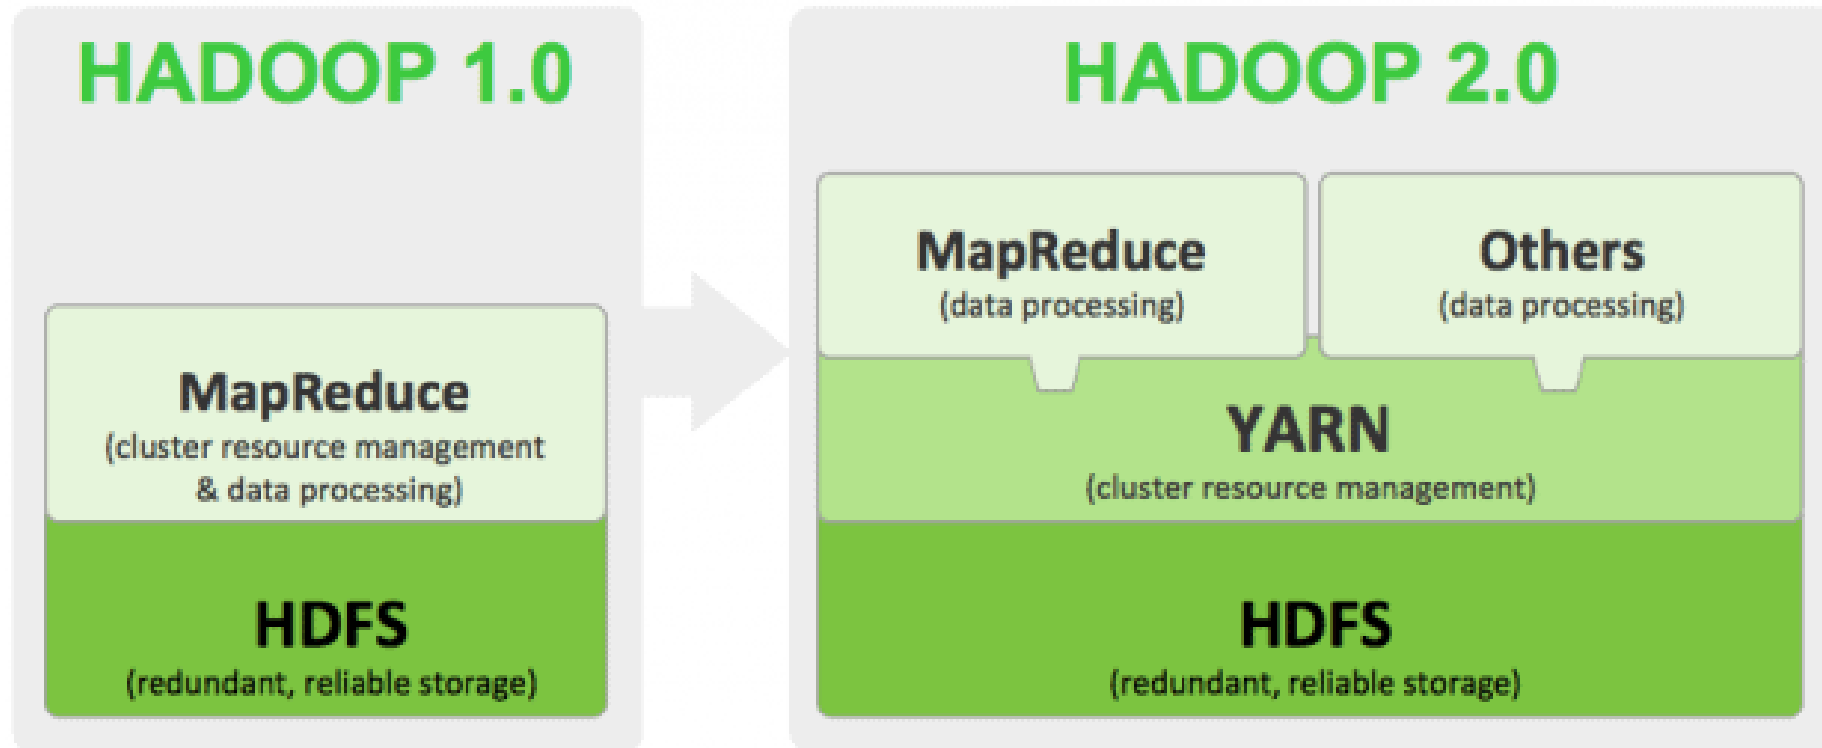 HADOOP 1.0
MapReduce
(cluster resource management
& data processing)
HDFS
(redundant, reliable storage)
HADOOP 2.0
MapReduce
(data processing)
Others
(data processing)
YARN
(cluster resource management)
HDFS
(redundant, reliable storage)